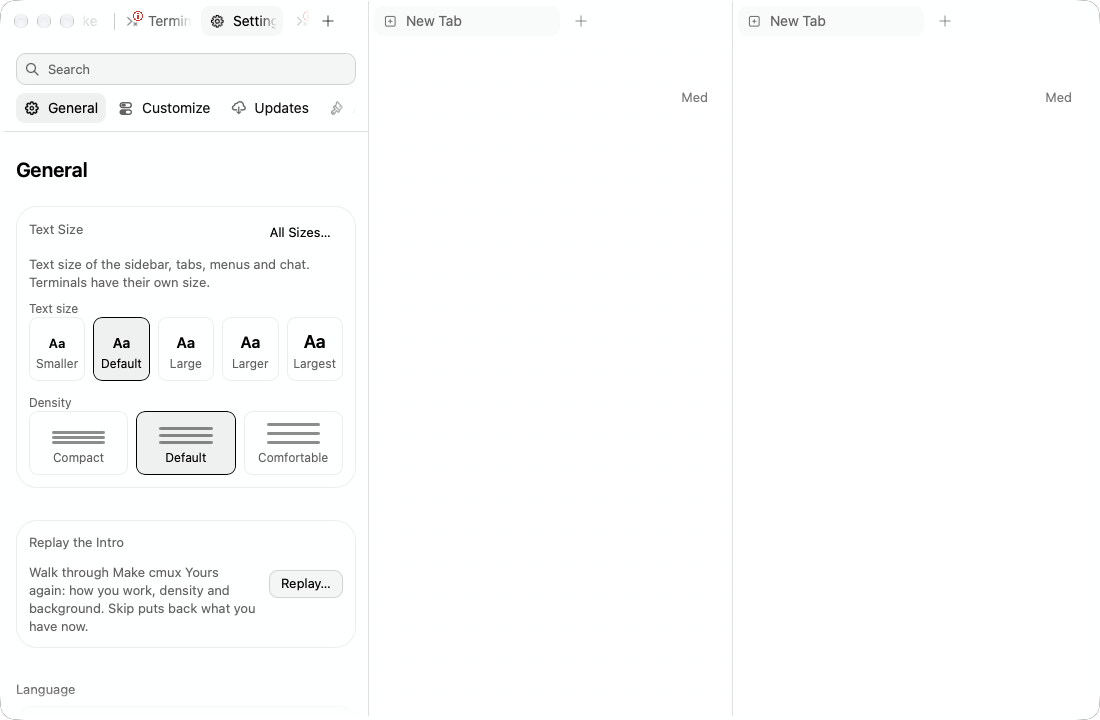 ke
Termin
Setting
New Tab
New Tab
Search
General
Customize
Updates
Med
Med
General
Text Size
All Sizes...
Text size of the sidebar, tabs, menus and chat.
Terminals have their own size.
Text size
Aa
Aa
Aa
Aa
Aa
Smaller
Default
Large
Larger
Largest
Density
Compact
Default
Comfortable
Replay the Intro
Walk through Make cmux Yours
again: how you work, density and
background. Skip puts back what you
have now.
Replay...
Language